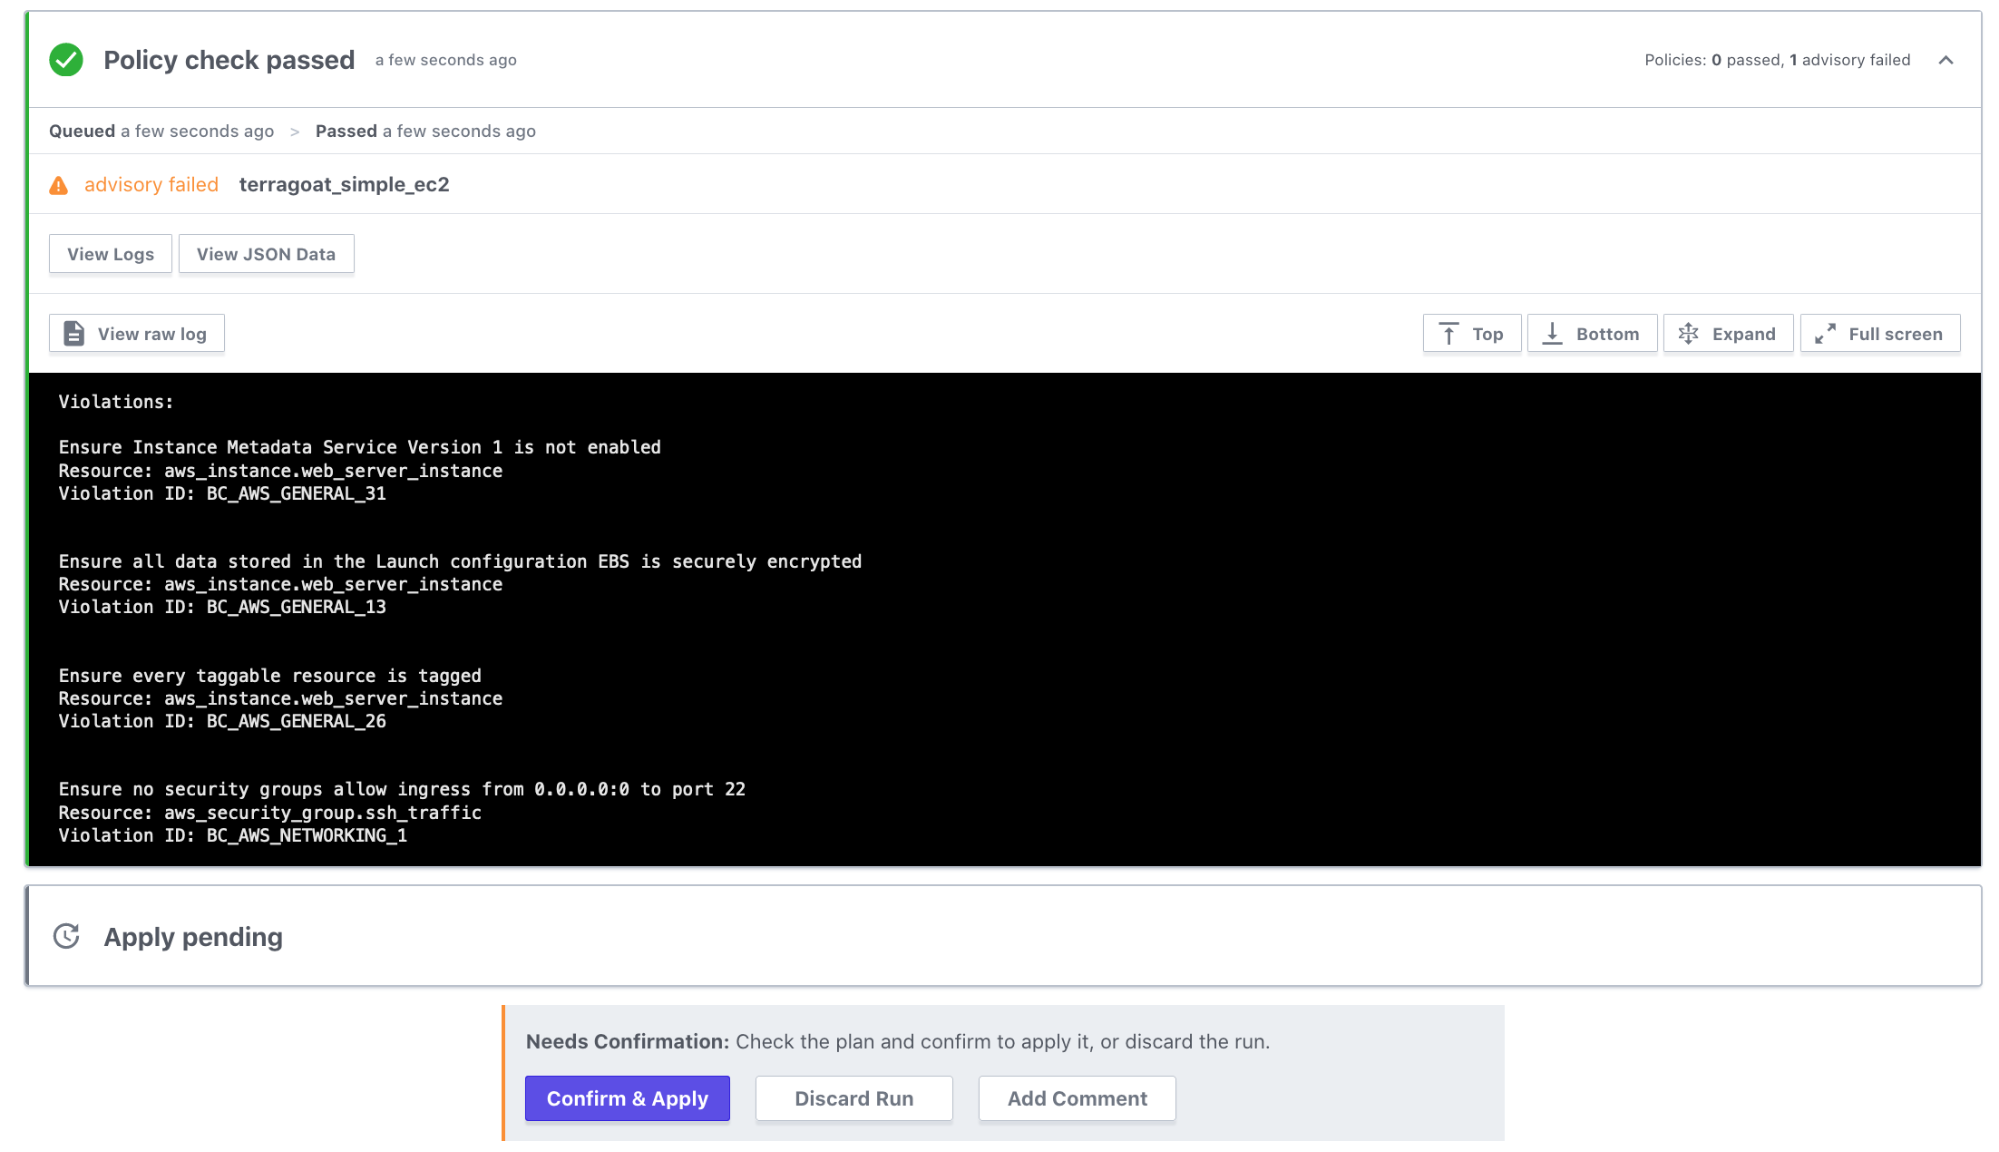 Policy check passed a few seconds ago Policies: 0 passed, 1 advisory failed
Queued a few seconds ago > Passed a few seconds ago
advisory failed terragoat_simple_ec2
View Logs View JSON Data
View raw log Top Bottom Expand Full screen
Violations:
Ensure Instance Metadata Service Version 1 is not enabled
Resource: aws_instance.web_server_instance
Violation ID: BC_AWS_GENERAL_31
Ensure all data stored in the Launch configuration EBS is securely encrypted
Resource: aws_instance.web_server_instance
Violation ID: BC_AWS_GENERAL_13
Ensure every taggable resource is tagged
Resource: aws_instance.web_server_instance
Violation ID: BC_AWS_GENERAL_26
Ensure no security groups allow ingress from 0.0.0.0:0 to port 22
Resource: aws_security_group.ssh_traffic
Violation ID: BC_AWS_NETWORKING_1
Apply pending
Needs Confirmation: Check the plan and confirm to apply it, or discard the run.
Confirm & Apply Discard Run Add Comment